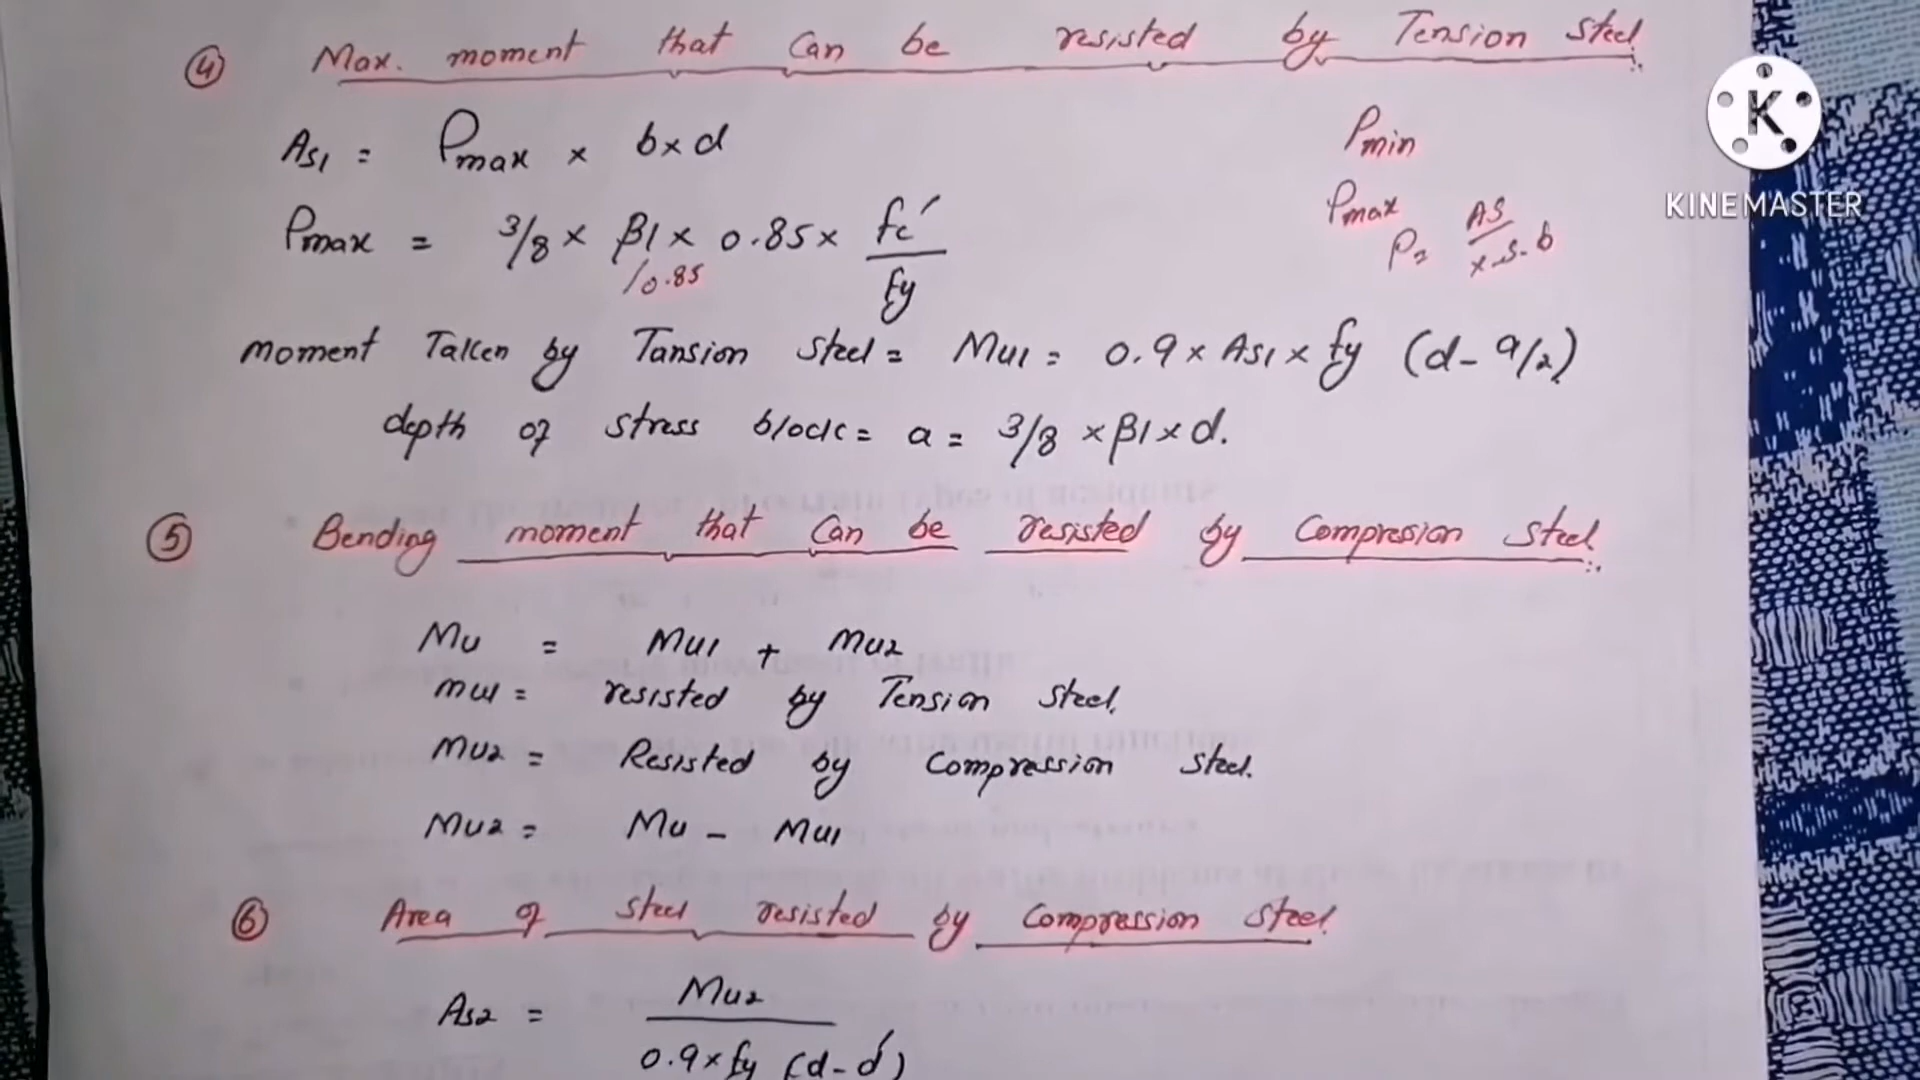 ④ Max. moment that Can be resisted by Tension Steel
As1 = ρmax × b×d
ρmin
ρmax = 3/8 × β1 × 0.85 × fc'/fy
/0.85
ρmax
ρ= AS/
b
moment Taken by Tansion steel = Mu1 = 0.9 × As1 × fy (d - a/2)
depth of stress block = a = 3/8 × β1 × d.
⑤ Bending moment that Can be resisted by Compresion steel
Mu = Mu1 + Mu2
mu1 = resisted by Tension steel.
Mu2 = Resisted by Compression steel.
Mu2 = Mu - Mu1
⑥ Area of steel resisted by Compression steel
As2 = Mu2 / 0.9×fy (d-d')
K
KINEMASTER